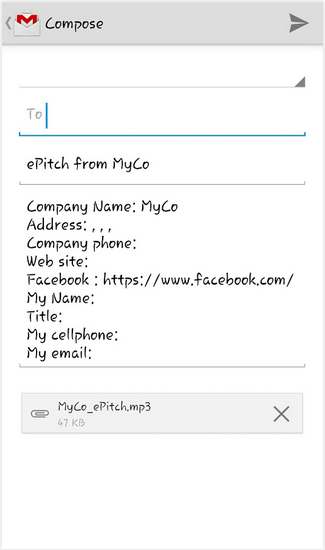 Compose
To
ePitch from MyCo
Company Name: MyCo
Address: , , ,
Company phone:
Web site:
Facebook : https://www.facebook.com/
My Name:
Title:
My cellphone:
My email:
MyCo_ePitch.mp3
47 KB